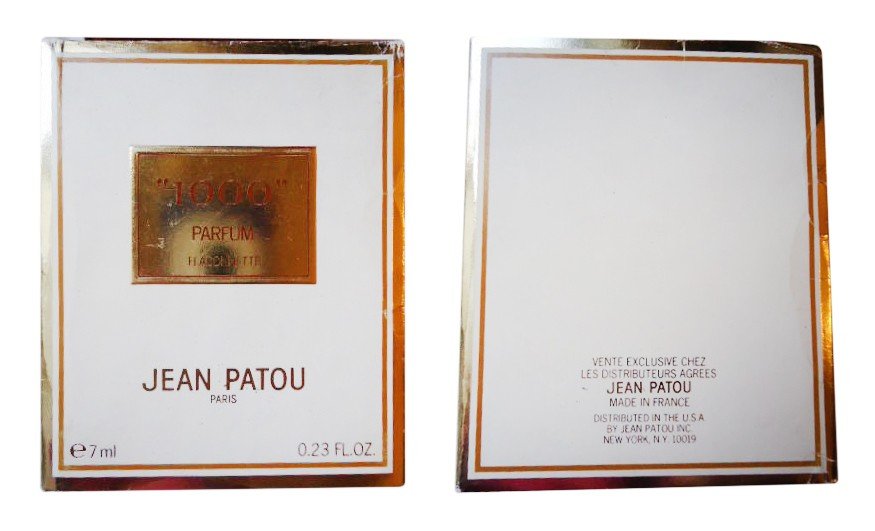 "1000"
PARFUM
JEAN PATOU
PARIS
℮ 7 ml
0.23 FL.OZ.
VENTE EXCLUSIVE CHEZ
LES DISTRIBUTEURS AGREES
JEAN PATOU
MADE IN FRANCE
DISTRIBUTED IN THE U.S.A.
BY JEAN PATOU INC.
NEW YORK, N.Y. 10019